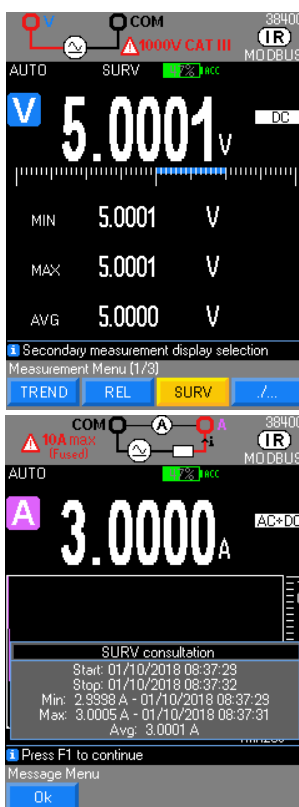 V COM 38400
1000V CAT III IR
MODBUS
AUTO SURV 7% ACC
V 5.0001 V DC
MIN 5.0001 V
MAX 5.0001 V
AVG 5.0000 V
i Secondary measurement display selection
Measurement Menu (1/3)
TREND REL SURV ./...
COM A A 38400
10A max i IR
(Fused) MODBUS
AUTO 7% ACC
A 3.0000 A AC+DC
SURV consultation
Start: 01/10/2018 08:37:29
Stop: 01/10/2018 08:37:32
Min: 2.9998 A - 01/10/2018 08:37:29
Max: 3.0005 A - 01/10/2018 08:37:31
Avg: 3.0001 A
i Press F1 to continue
Message Menu
Ok